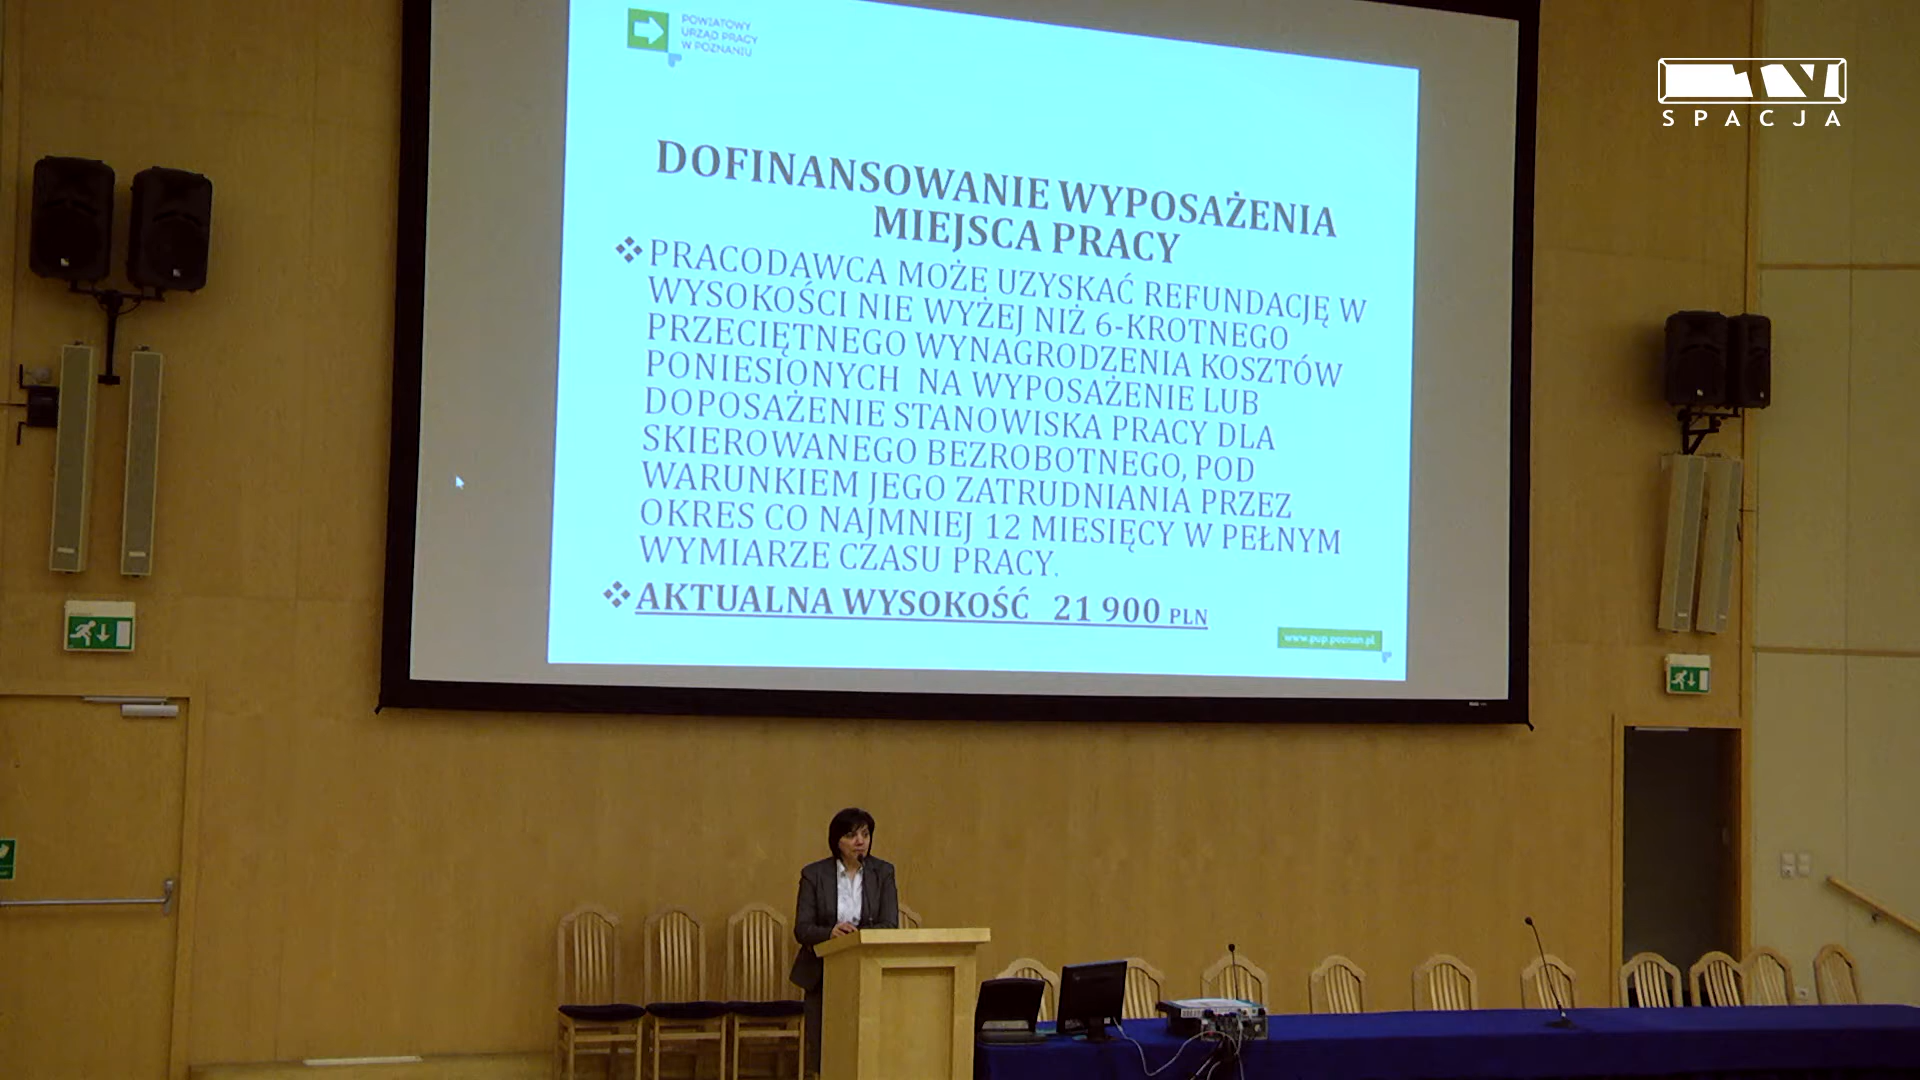 POWIATOWY
URZĄD PRACY
W POZNANIU
SPACJA
DOFINANSOWANIE WYPOSAŻENIA
MIEJSCA PRACY
PRACODAWCA MOŻE UZYSKAĆ REFUNDACJĘ W
WYSOKOŚCI NIE WYŻEJ NIŻ 6-KROTNEGO
PRZECIĘTNEGO WYNAGRODZENIA KOSZTÓW
PONIESIONYCH NA WYPOSAŻENIE LUB
DOPOSAŻENIE STANOWISKA PRACY DLA
SKIEROWANEGO BEZROBOTNEGO, POD
WARUNKIEM JEGO ZATRUDNIANIA PRZEZ
OKRES CO NAJMNIEJ 12 MIESIĘCY W PEŁNYM
WYMIARZE CZASU PRACY.
AKTUALNA WYSOKOŚĆ 21 900 PLN
www.pup.poznan.pl